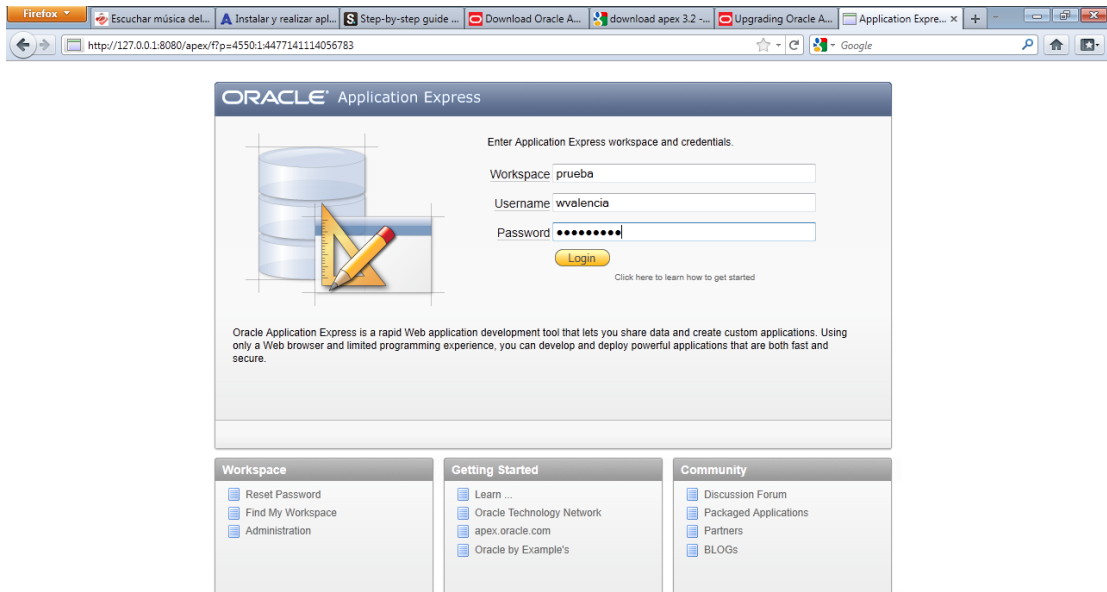 Firefox
Escuchar música del...
Instalar y realizar apl...
Step-by-step guide ...
Download Oracle A...
download apex 3.2 -...
Upgrading Oracle A...
Application Expre...
http://127.0.0.1:8080/apex/f?p=4550:1:4477141114056783
Google
ORACLE Application Express
Enter Application Express workspace and credentials.
Workspace prueba
Username wvalencia
Password •••••••••
Login
Click here to learn how to get started
Oracle Application Express is a rapid Web application development tool that lets you share data and create custom applications. Using
only a Web browser and limited programming experience, you can develop and deploy powerful applications that are both fast and
secure.
Workspace
Reset Password
Find My Workspace
Administration
Getting Started
Learn ...
Oracle Technology Network
apex.oracle.com
Oracle by Example's
Community
Discussion Forum
Packaged Applications
Partners
BLOGs